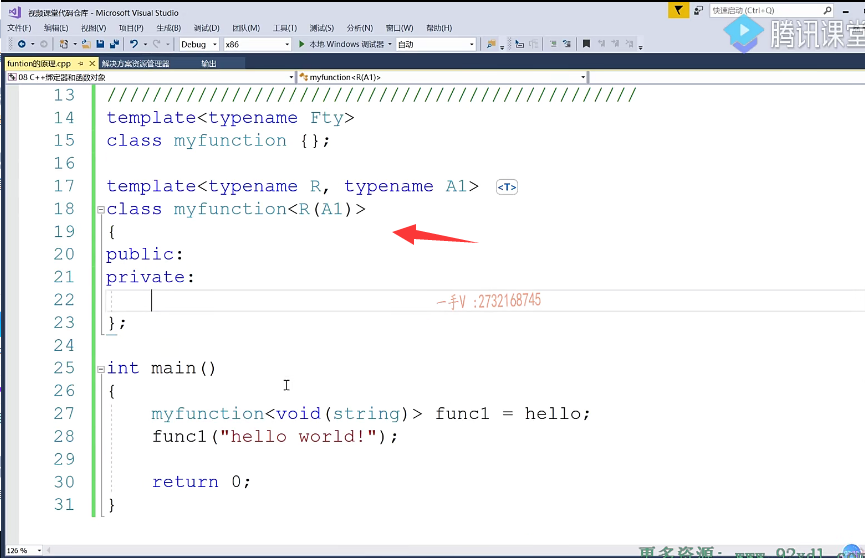 视频课堂代码仓库 - Microsoft Visual Studio
快速启动 (Ctrl+Q)
文件(F) 编辑(E) 视图(V) 项目(P) 生成(B) 调试(D) 团队(M) 工具(T) 测试(S) 分析(N) 窗口(W) 帮助(H)
腾讯课堂
Debug x86 本地 Windows 调试器 自动
funtion的原理.cpp 解决方案资源管理器 输出
08 C++绑定器和函数对象 myfunction<R(A1)>
13 ///////////////////////////////////////////////
14 template<typename Fty>
15 class myfunction {};
16
17 template<typename R, typename A1> <T>
18 class myfunction<R(A1)>
19 {
20 public:
21 private:
22
一手V :2732168745
23 };
24
25 int main()
26 {
27 myfunction<void(string)> func1 = hello;
28 func1("hello world!");
29
30 return 0;
31 }
126 %
更多资源: